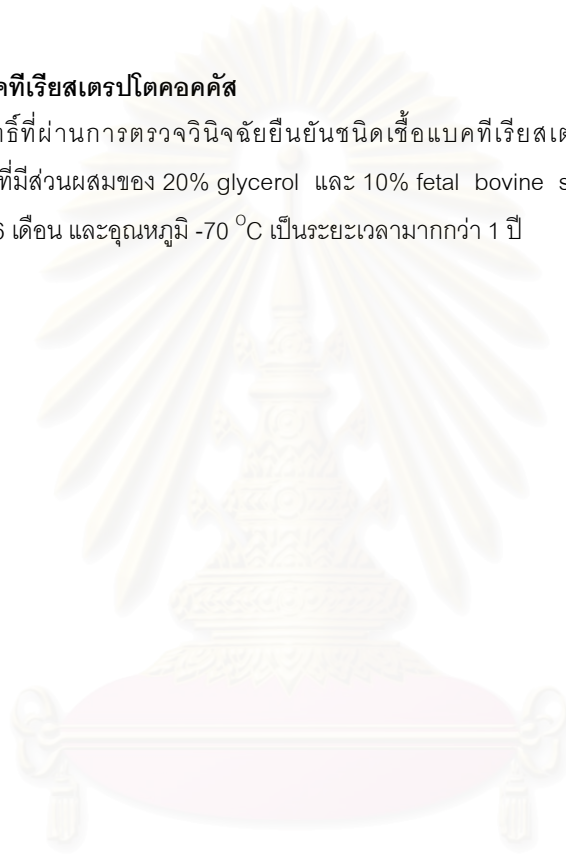 คทีเรียสเตรปโตคอคคัส
ธิ์ที่ผ่านการตรวจวินิจฉัยยืนยันชนิดเชื้อแบคทีเรียสเต
ที่มีส่วนผสมของ 20% glycerol และ 10% fetal bovine s
6 เดือน และอุณหภูมิ -70 °C เป็นระยะเวลามากกว่า 1 ปี